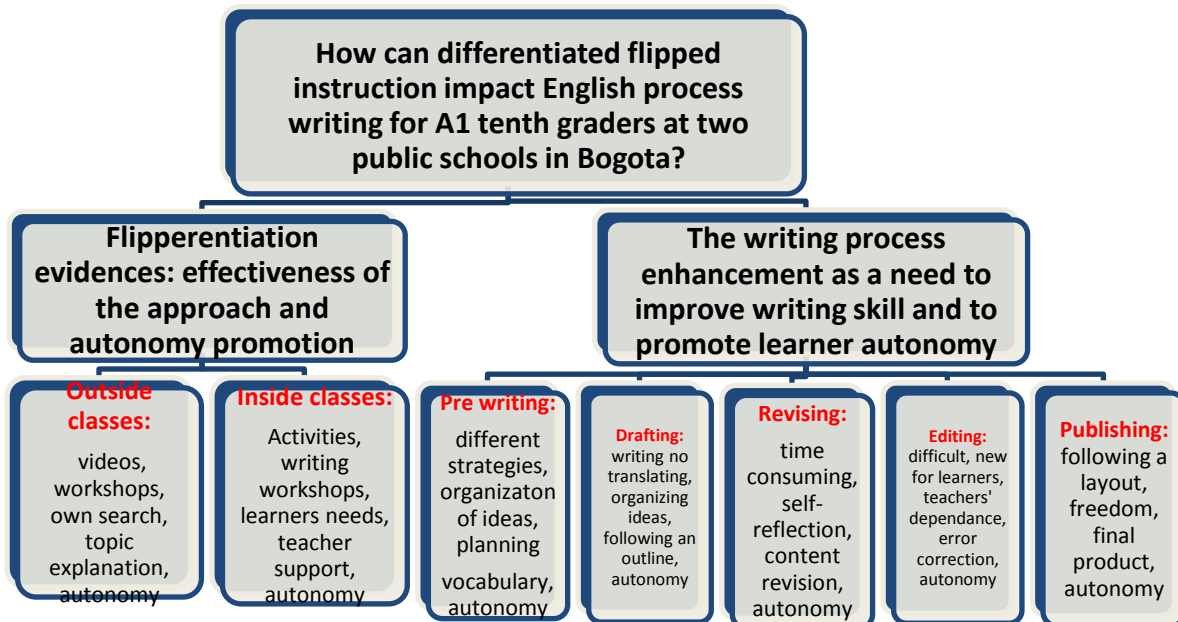 How can differentiated flipped
instruction impact English process
writing for A1 tenth graders at two
public schools in Bogota?
Flipperentiation
evidences: effectiveness of
the approach and
autonomy promotion
The writing process
enhancement as a need to
improve writing skill and to
promote learner autonomy
Outside
classes:
videos,
workshops,
own search,
topic
explanation,
autonomy
Inside classes:
Activities,
writing
workshops,
learners needs,
teacher
support,
autonomy
Pre writing:
different
strategies,
organizaton
of ideas,
planning
vocabulary,
autonomy
Drafting:
writing no
translating,
organizing
ideas,
following an
outline,
autonomy
Revising:
time
consuming,
self-
reflection,
content
revision,
autonomy
Editing:
difficult, new
for learners,
teachers'
dependance,
error
correction,
autonomy
Publishing:
following a
layout,
freedom,
final
product,
autonomy